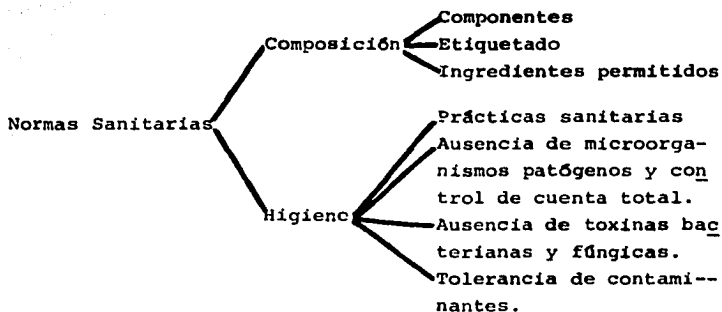 Normas Sanitarias
Composición
Componentes
Etiquetado
Ingredientes permitidos
Higiene
Prácticas sanitarias
Ausencia de microorga-
nismos patógenos y con
trol de cuenta total.
Ausencia de toxinas bac
terianas y fúngicas.
Tolerancia de contami--
nantes.